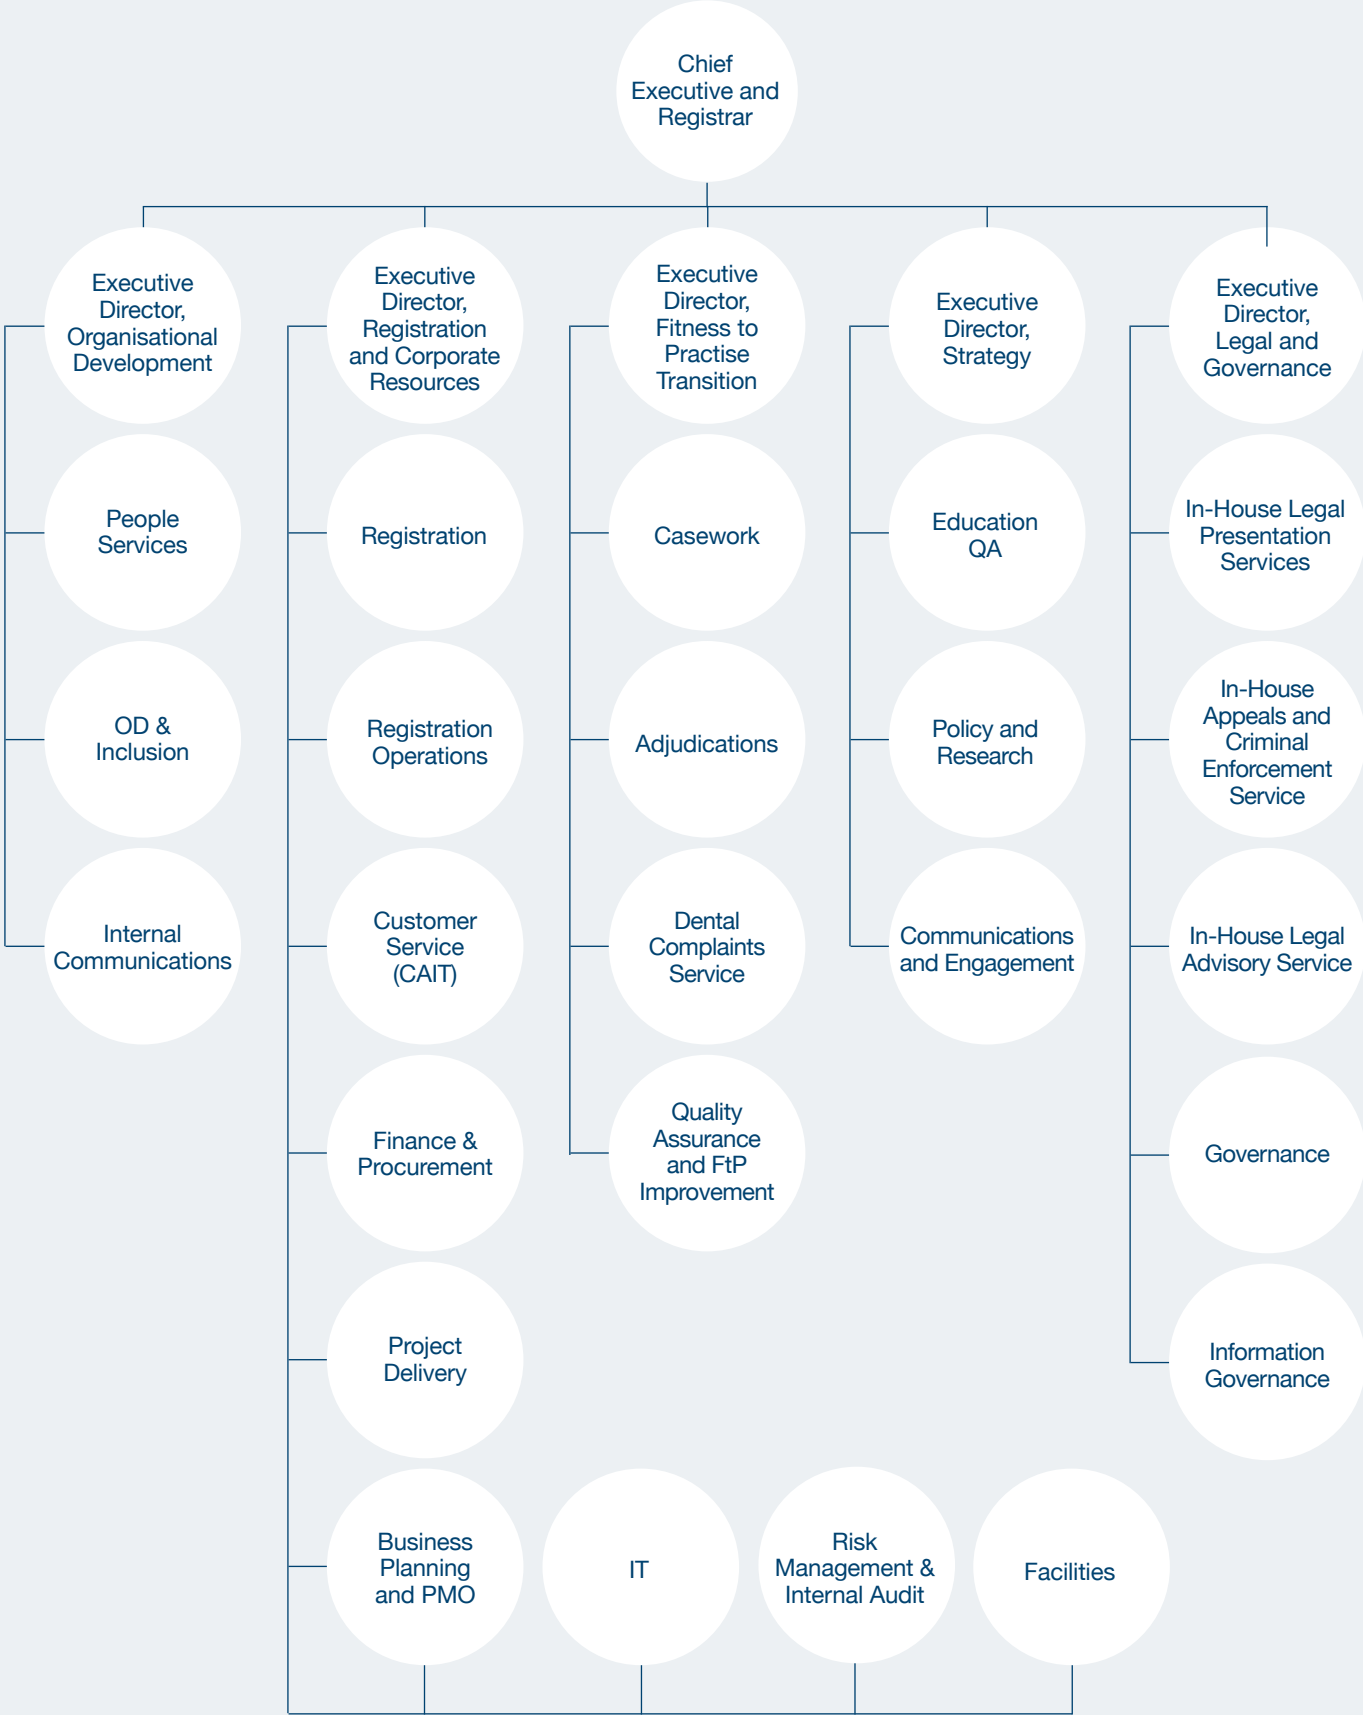 Chief
Executive and
Registrar
Executive
Director,
Organisational
Development
Executive
Director,
Registration
and Corporate
Resources
Executive
Director,
Fitness to
Practise
Transition
Executive
Director,
Strategy
Executive
Director,
Legal and
Governance
People
Services
Registration
Casework
Education
QA
In-House Legal
Presentation
Services
OD &
Inclusion
Registration
Operations
Adjudications
Policy and
Research
In-House
Appeals and
Criminal
Enforcement
Service
Internal
Communications
Customer
Service
(CAIT)
Dental
Complaints
Service
Communications
and Engagement
In-House Legal
Advisory Service
Finance &
Procurement
Quality
Assurance
and FtP
Improvement
Governance
Project
Delivery
Information
Governance
Business
Planning
and PMO
IT
Risk
Management &
Internal Audit
Facilities